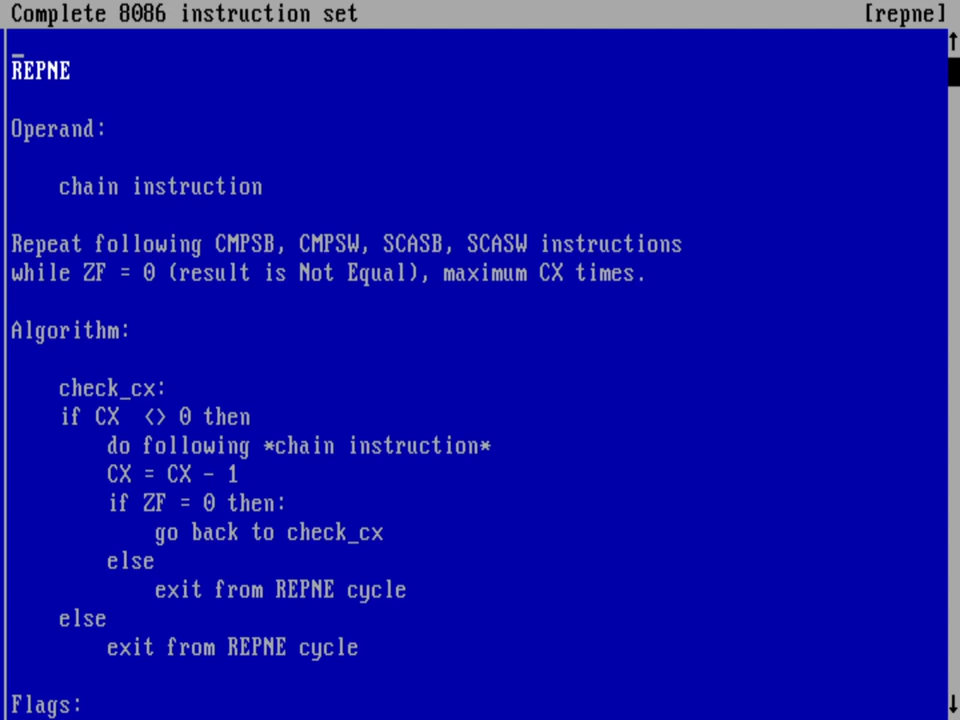 Complete 8086 instruction set [repne]
REPNE
Operand:
chain instruction
Repeat following CMPSB, CMPSW, SCASB, SCASW instructions
while ZF = 0 (result is Not Equal), maximum CX times.
Algorithm:
check_cx:
if CX <> 0 then
do following *chain instruction*
CX = CX - 1
if ZF = 0 then:
go back to check_cx
else
exit from REPNE cycle
else
exit from REPNE cycle
Flags: